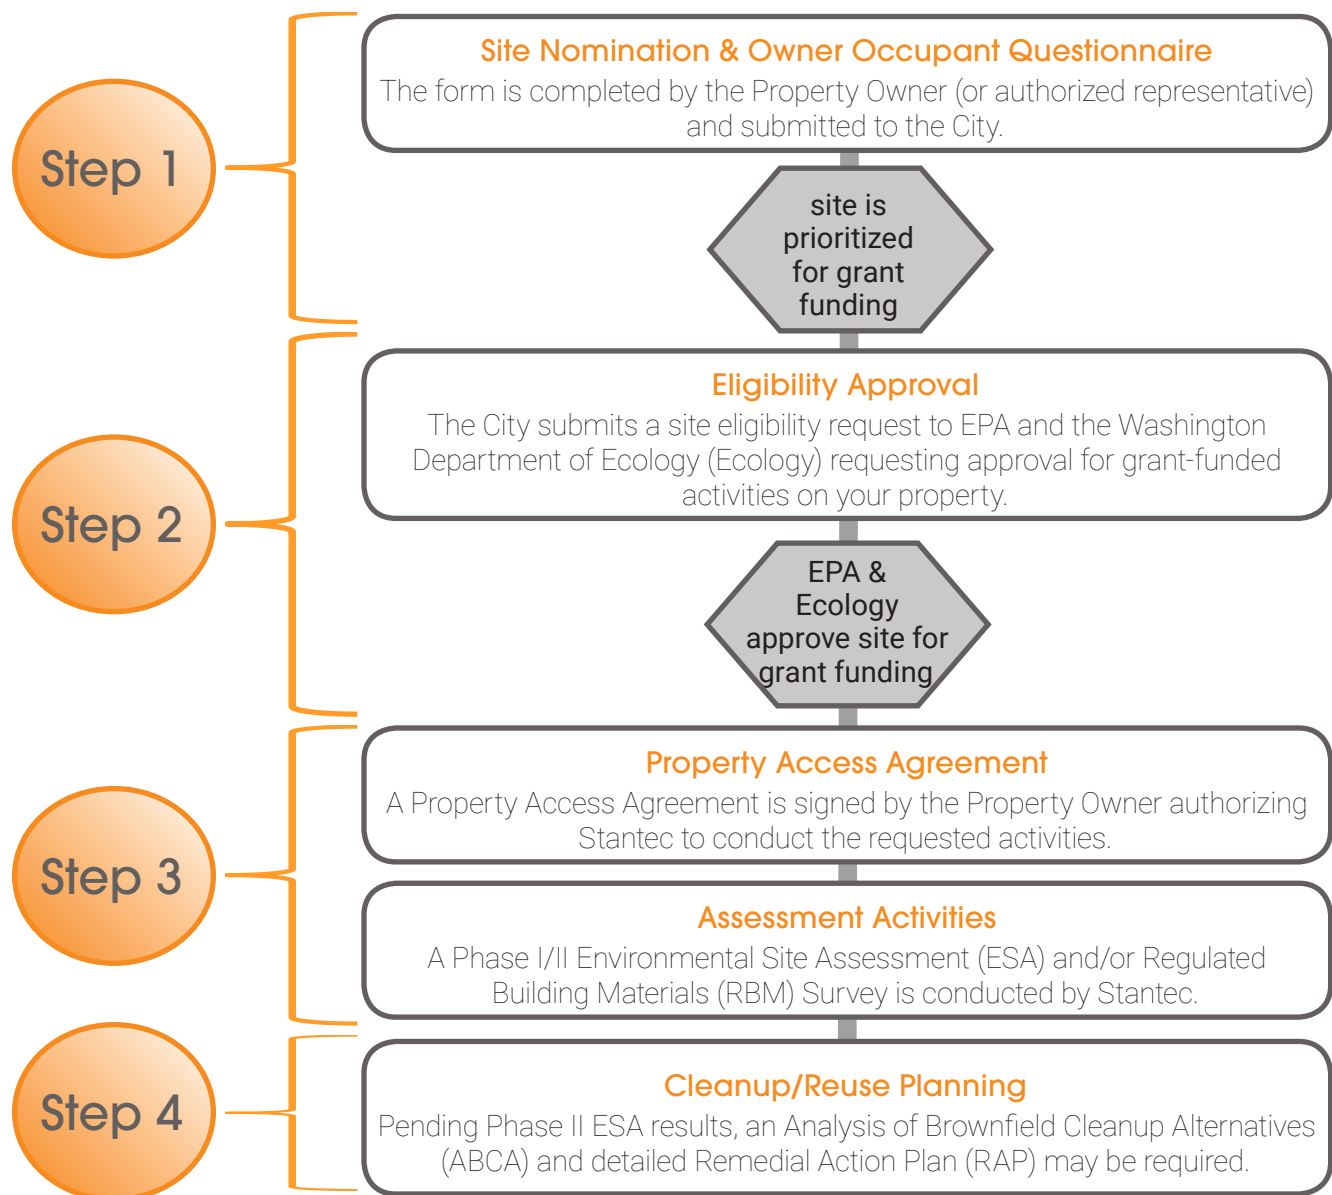 Step 1
Site Nomination & Owner Occupant Questionnaire
The form is completed by the Property Owner (or authorized representative)
and submitted to the City.
site is
prioritized
for grant
funding
Step 2
Eligibility Approval
The City submits a site eligibility request to EPA and the Washington
Department of Ecology (Ecology) requesting approval for grant-funded
activities on your property.
EPA &
Ecology
approve site for
grant funding
Step 3
Property Access Agreement
A Property Access Agreement is signed by the Property Owner authorizing
Stantec to conduct the requested activities.
Assessment Activities
A Phase I/II Environmental Site Assessment (ESA) and/or Regulated
Building Materials (RBM) Survey is conducted by Stantec.
Step 4
Cleanup/Reuse Planning
Pending Phase II ESA results, an Analysis of Brownfield Cleanup Alternatives
(ABCA) and detailed Remedial Action Plan (RAP) may be required.